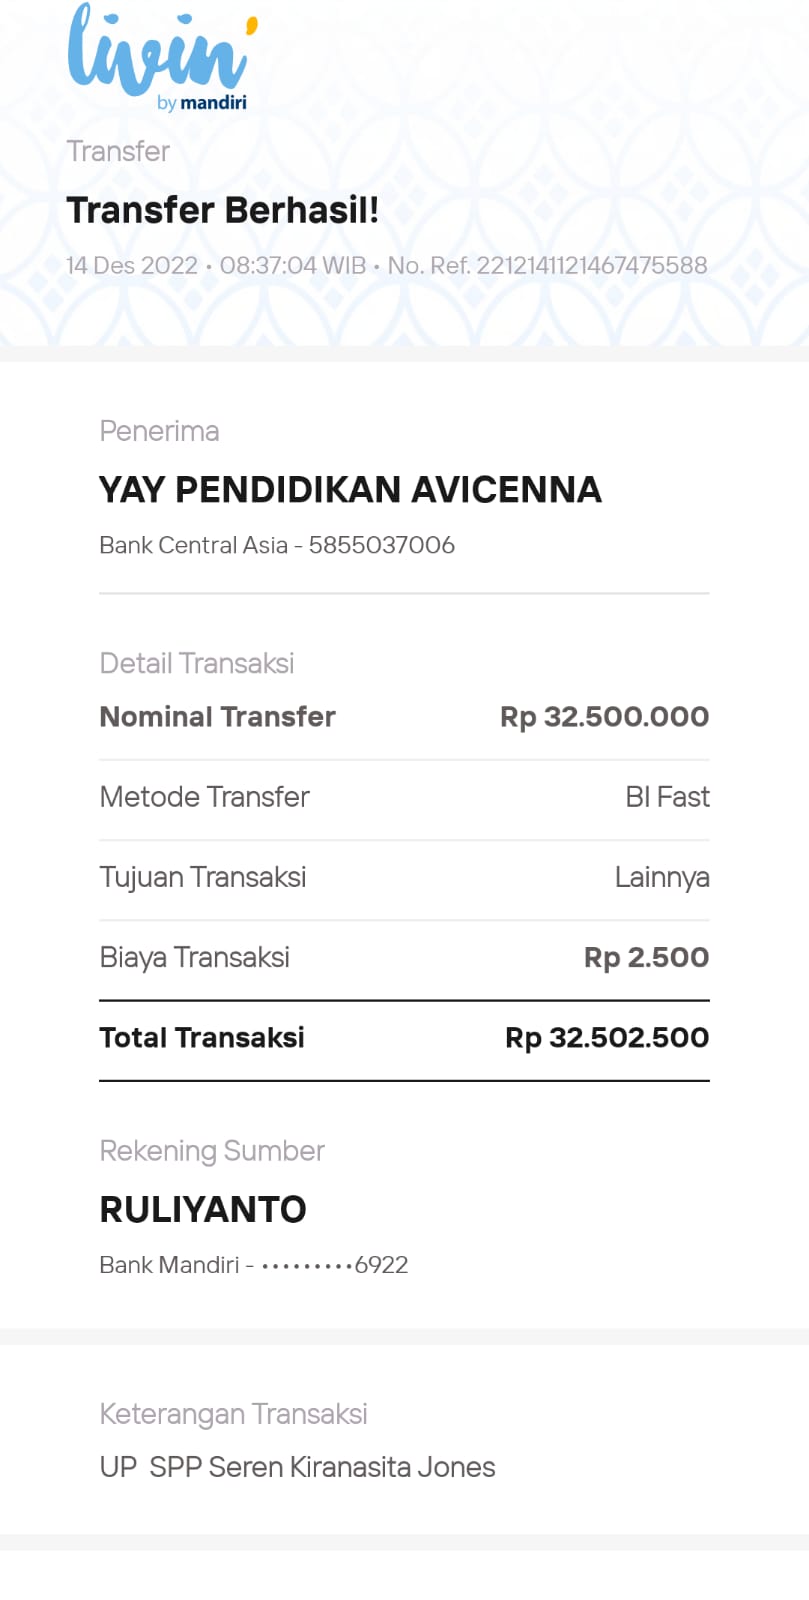 livin'
by mandiri
Transfer
Transfer Berhasil!
14 Des 2022 • 08:37:04 WIB • No. Ref. 2212141121467475588
Penerima
YAY PENDIDIKAN AVICENNA
Bank Central Asia - 5855037006
Detail Transaksi
Nominal Transfer Rp 32.500.000
Metode Transfer BI Fast
Tujuan Transaksi Lainnya
Biaya Transaksi Rp 2.500
Total Transaksi Rp 32.502.500
Rekening Sumber
RULIYANTO
Bank Mandiri - •••••••••6922
Keterangan Transaksi
UP  SPP Seren Kiranasita Jones